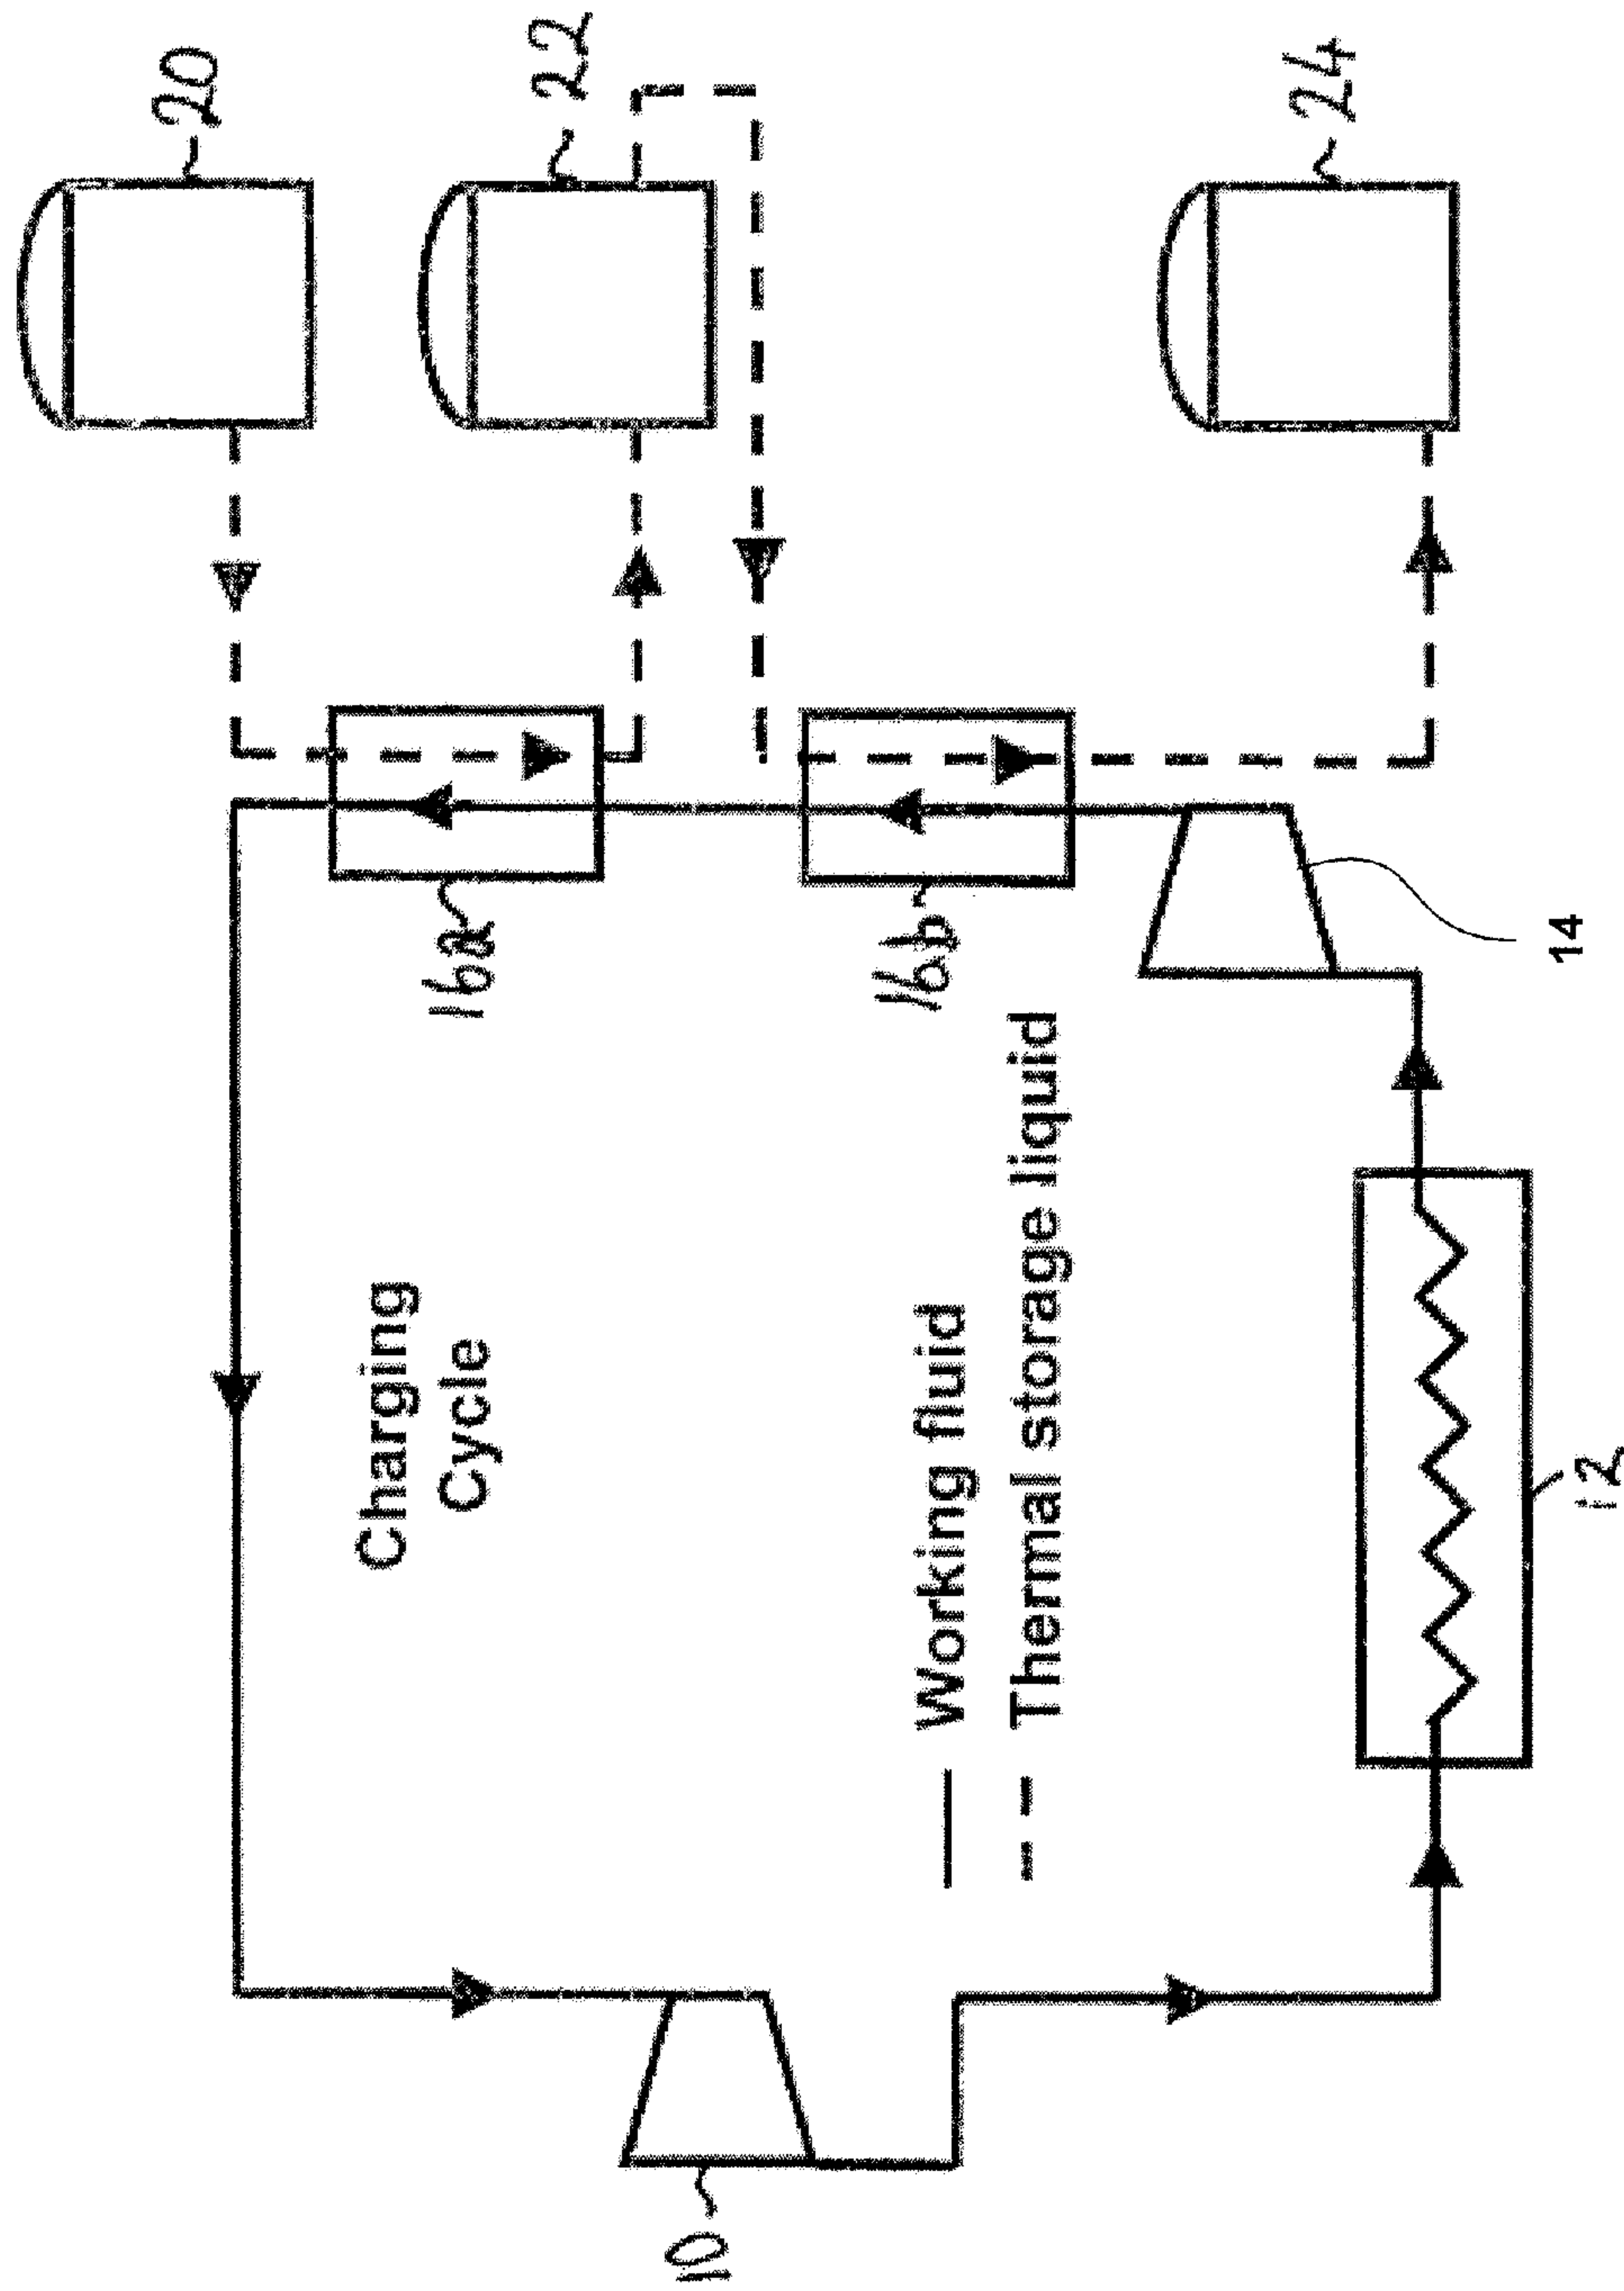 20
22
24
16a
16b
14
Charging
Cycle
Working fluid
Thermal storage liquid
12
10